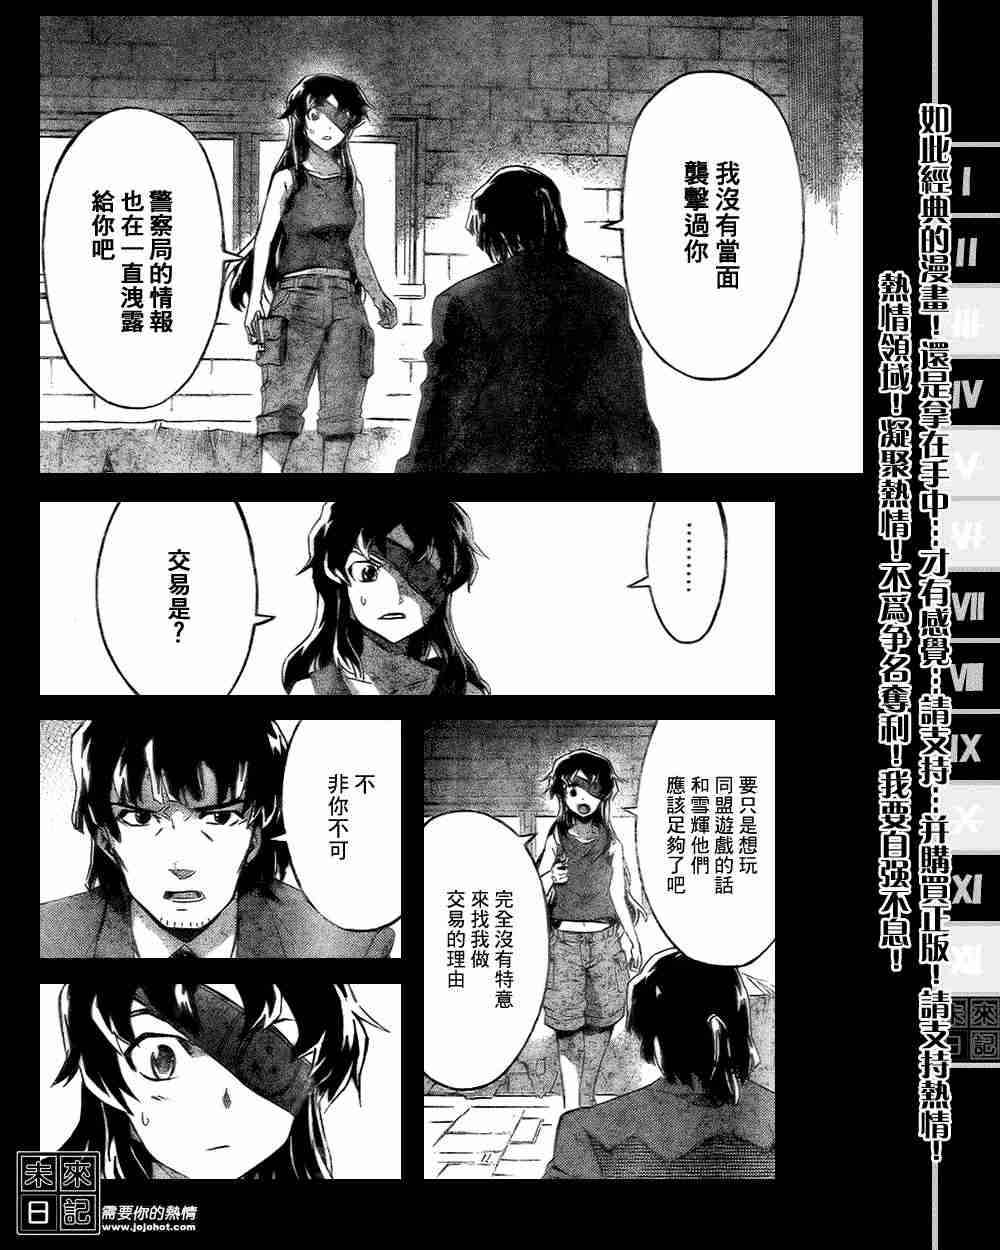 我沒有當面
襲擊過你
警察局的情報
也在一直洩露
給你吧
………
交易是？
要只是想玩
同盟遊戲的話
和雪輝他們
應該足夠了吧
完全沒有特意
來找我做
交易的理由
不
非你不可
如此經典的漫畫！還是拿在手中…才有感覺…請支持…并購買正版！請支持熱情！
熱情領域！凝聚熱情！不爲争名奪利！我要自强不息！
I
II
III
IV
V
VI
VII
VIII
IX
X
XI
XII
未來
日記
未來
日記
需要你的熱情
www.jojohot.com